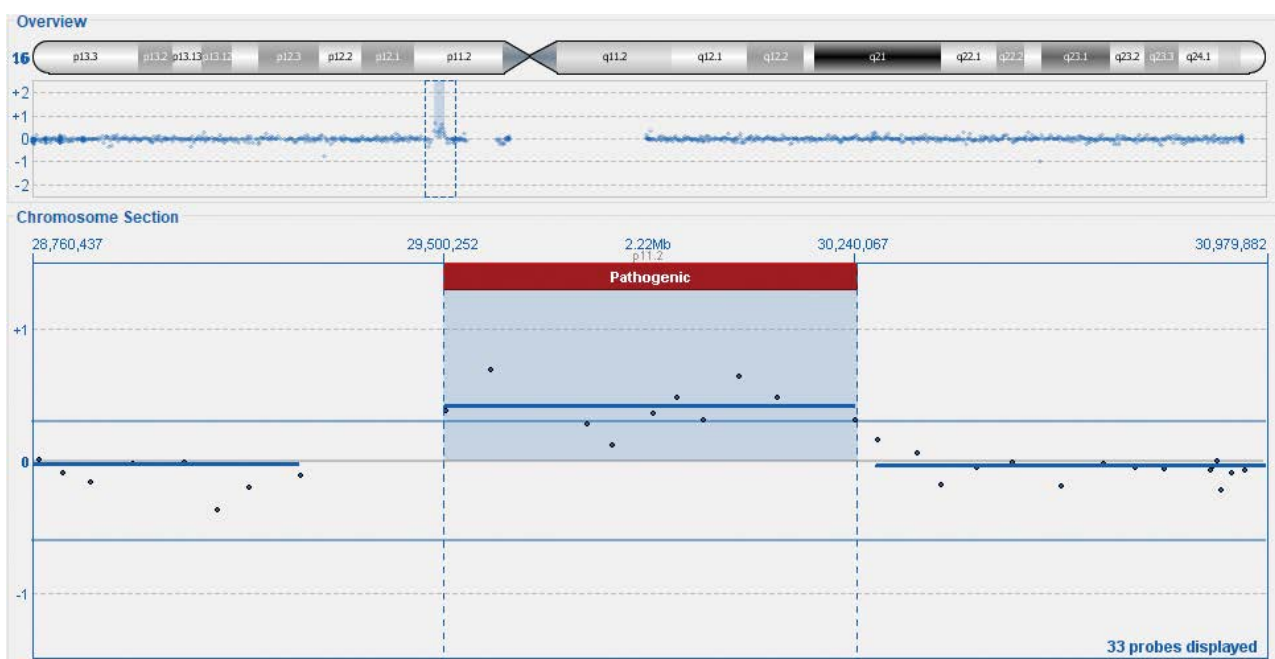 Overview
16 p13.3 p13.2 p13.13 p13.12 p12.3 p12.2 p12.1 p11.2 q11.2 q12.1 q12.2 q21 q22.1 q22.2 q23.1 q23.2 q23.3 q24.1
+2
+1
0
-1
-2
Chromosome Section
28,760,437 29,500,252 2.22Mb 30,240,067 30,979,882
p11.2
Pathogenic
+1
0
-1
33 probes displayed